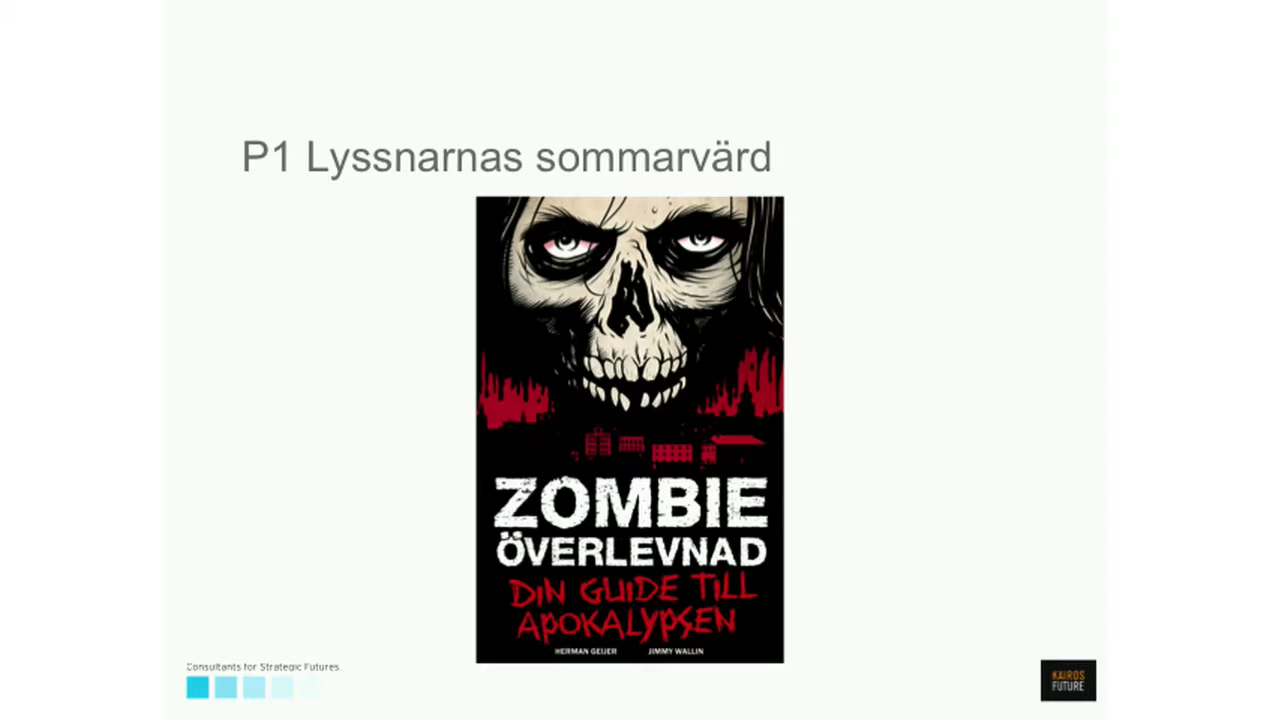 P1 Lyssnarnas sommarvärd
ZOMBIE
ÖVERLEVNAD
DIN GUIDE TILL
APOKALYPSEN
HERMAN GEIJER JIMMY WALLIN
Consultants for Strategic Futures
KAIROS
FUTURE